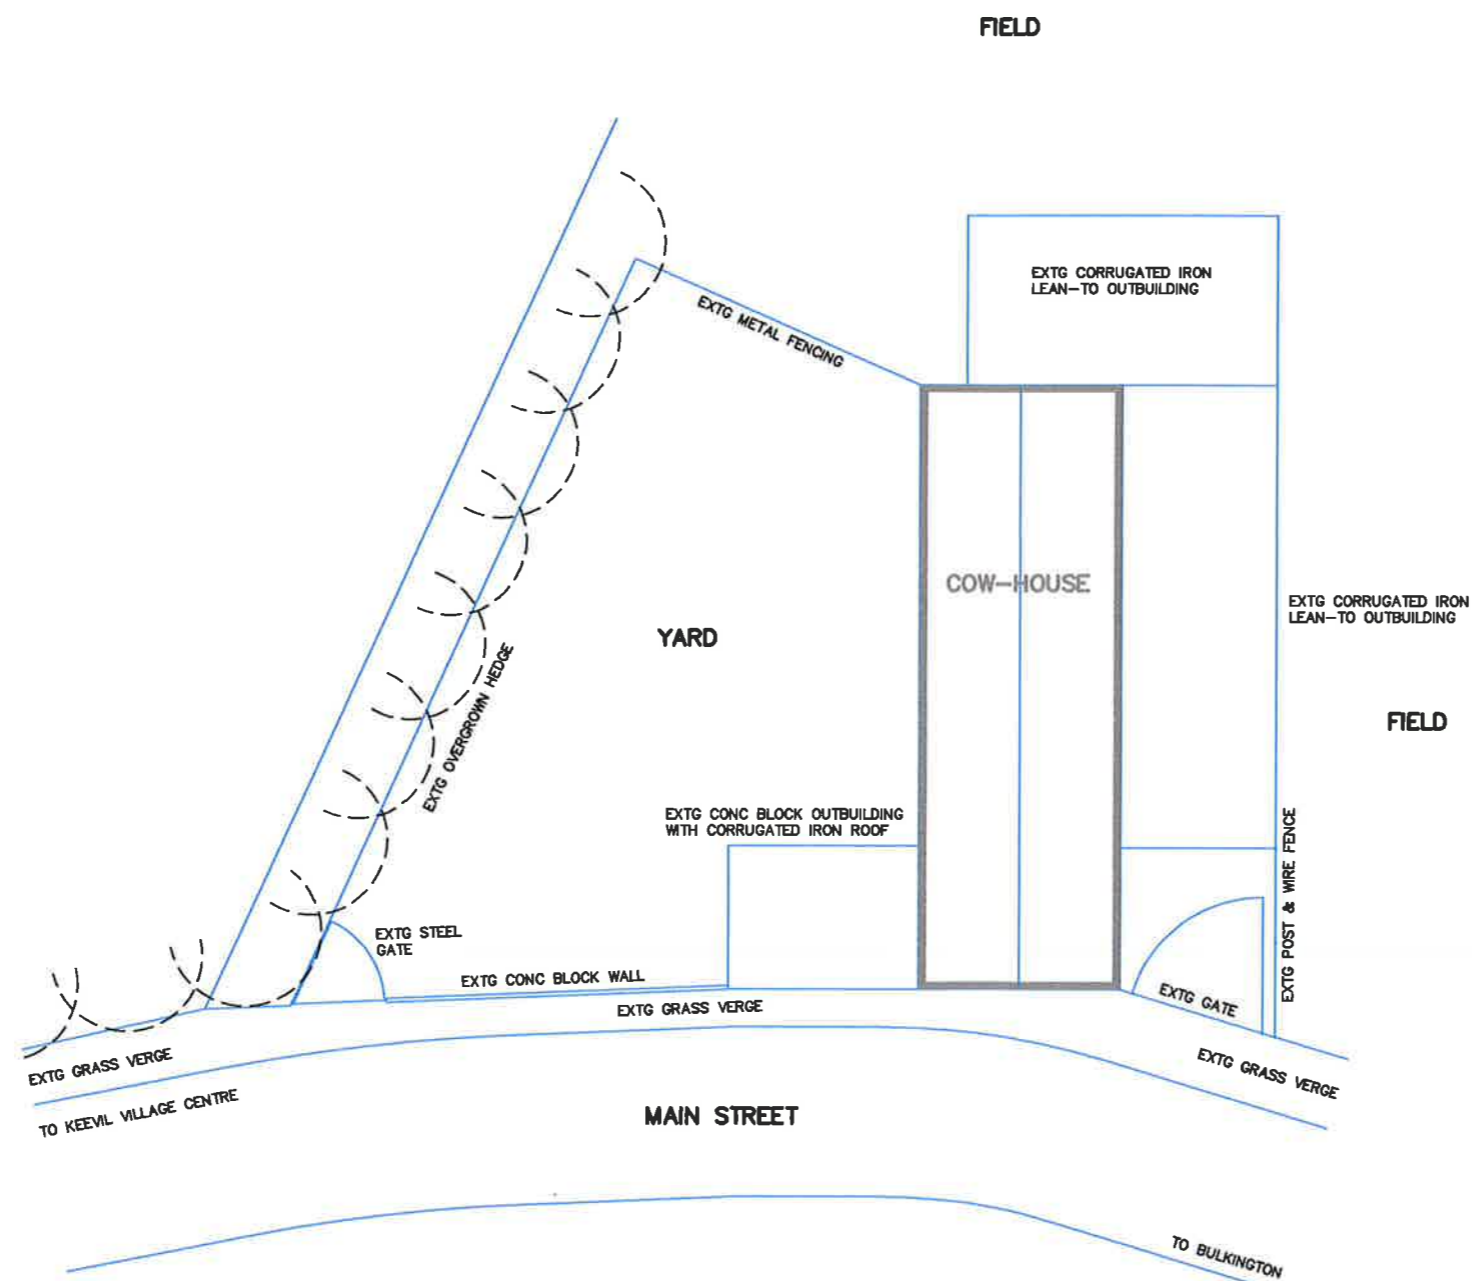 FIELD
EXTG CORRUGATED IRON
LEAN-TO OUTBUILDING
EXTG METAL FENCING
COW-HOUSE
EXTG CORRUGATED IRON
LEAN-TO OUTBUILDING
YARD
EXTG OVERGROWN HEDGE
FIELD
EXTG CONC BLOCK OUTBUILDING
WITH CORRUGATED IRON ROOF
EXTG POST & WIRE FENCE
EXTG STEEL
GATE
EXTG CONC BLOCK WALL
EXTG GRASS VERGE
EXTG GATE
EXTG GRASS VERGE
EXTG GRASS VERGE
TO KEEVIL VILLAGE CENTRE
MAIN STREET
TO BULKINGTON